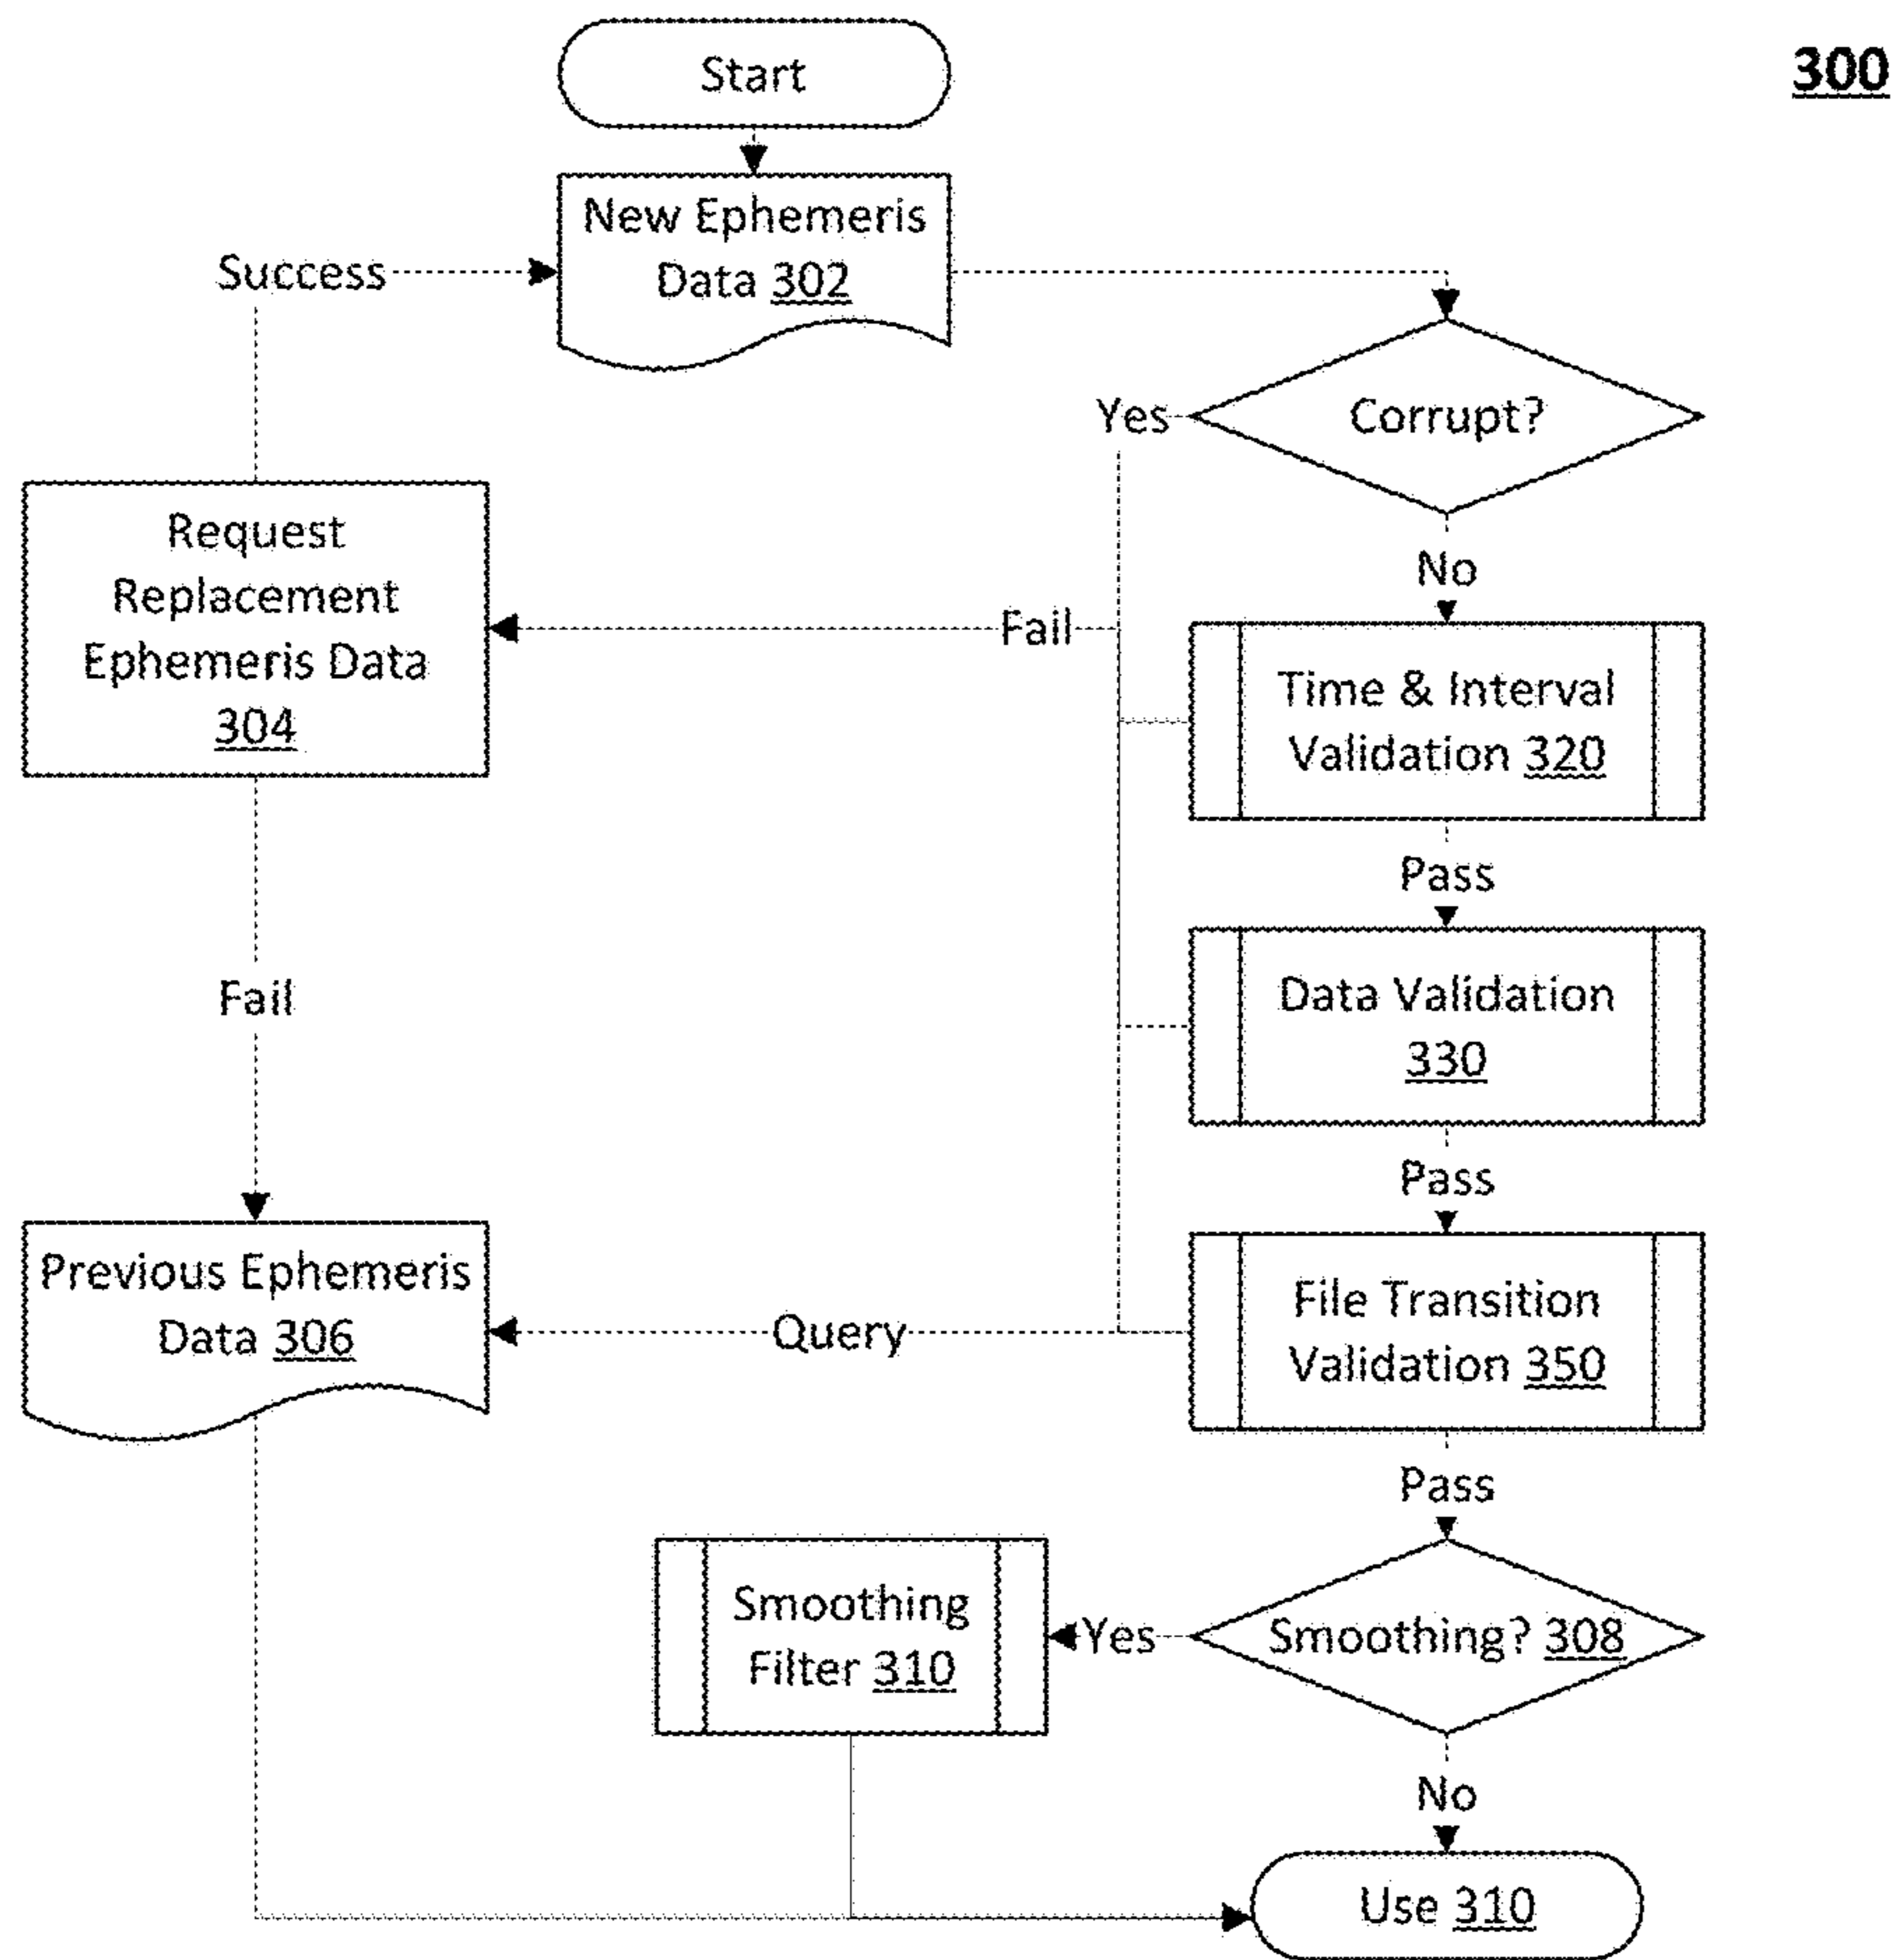 300
Start
New Ephemeris
Data 302
Success
Corrupt?
Yes
No
Request
Replacement
Ephemeris Data
304
Fail
Time & Interval
Validation 320
Pass
Data Validation
330
Fail
Pass
Previous Ephemeris
Data 306
Query
File Transition
Validation 350
Pass
Smoothing
Filter 310
Yes
Smoothing? 308
No
Use 310